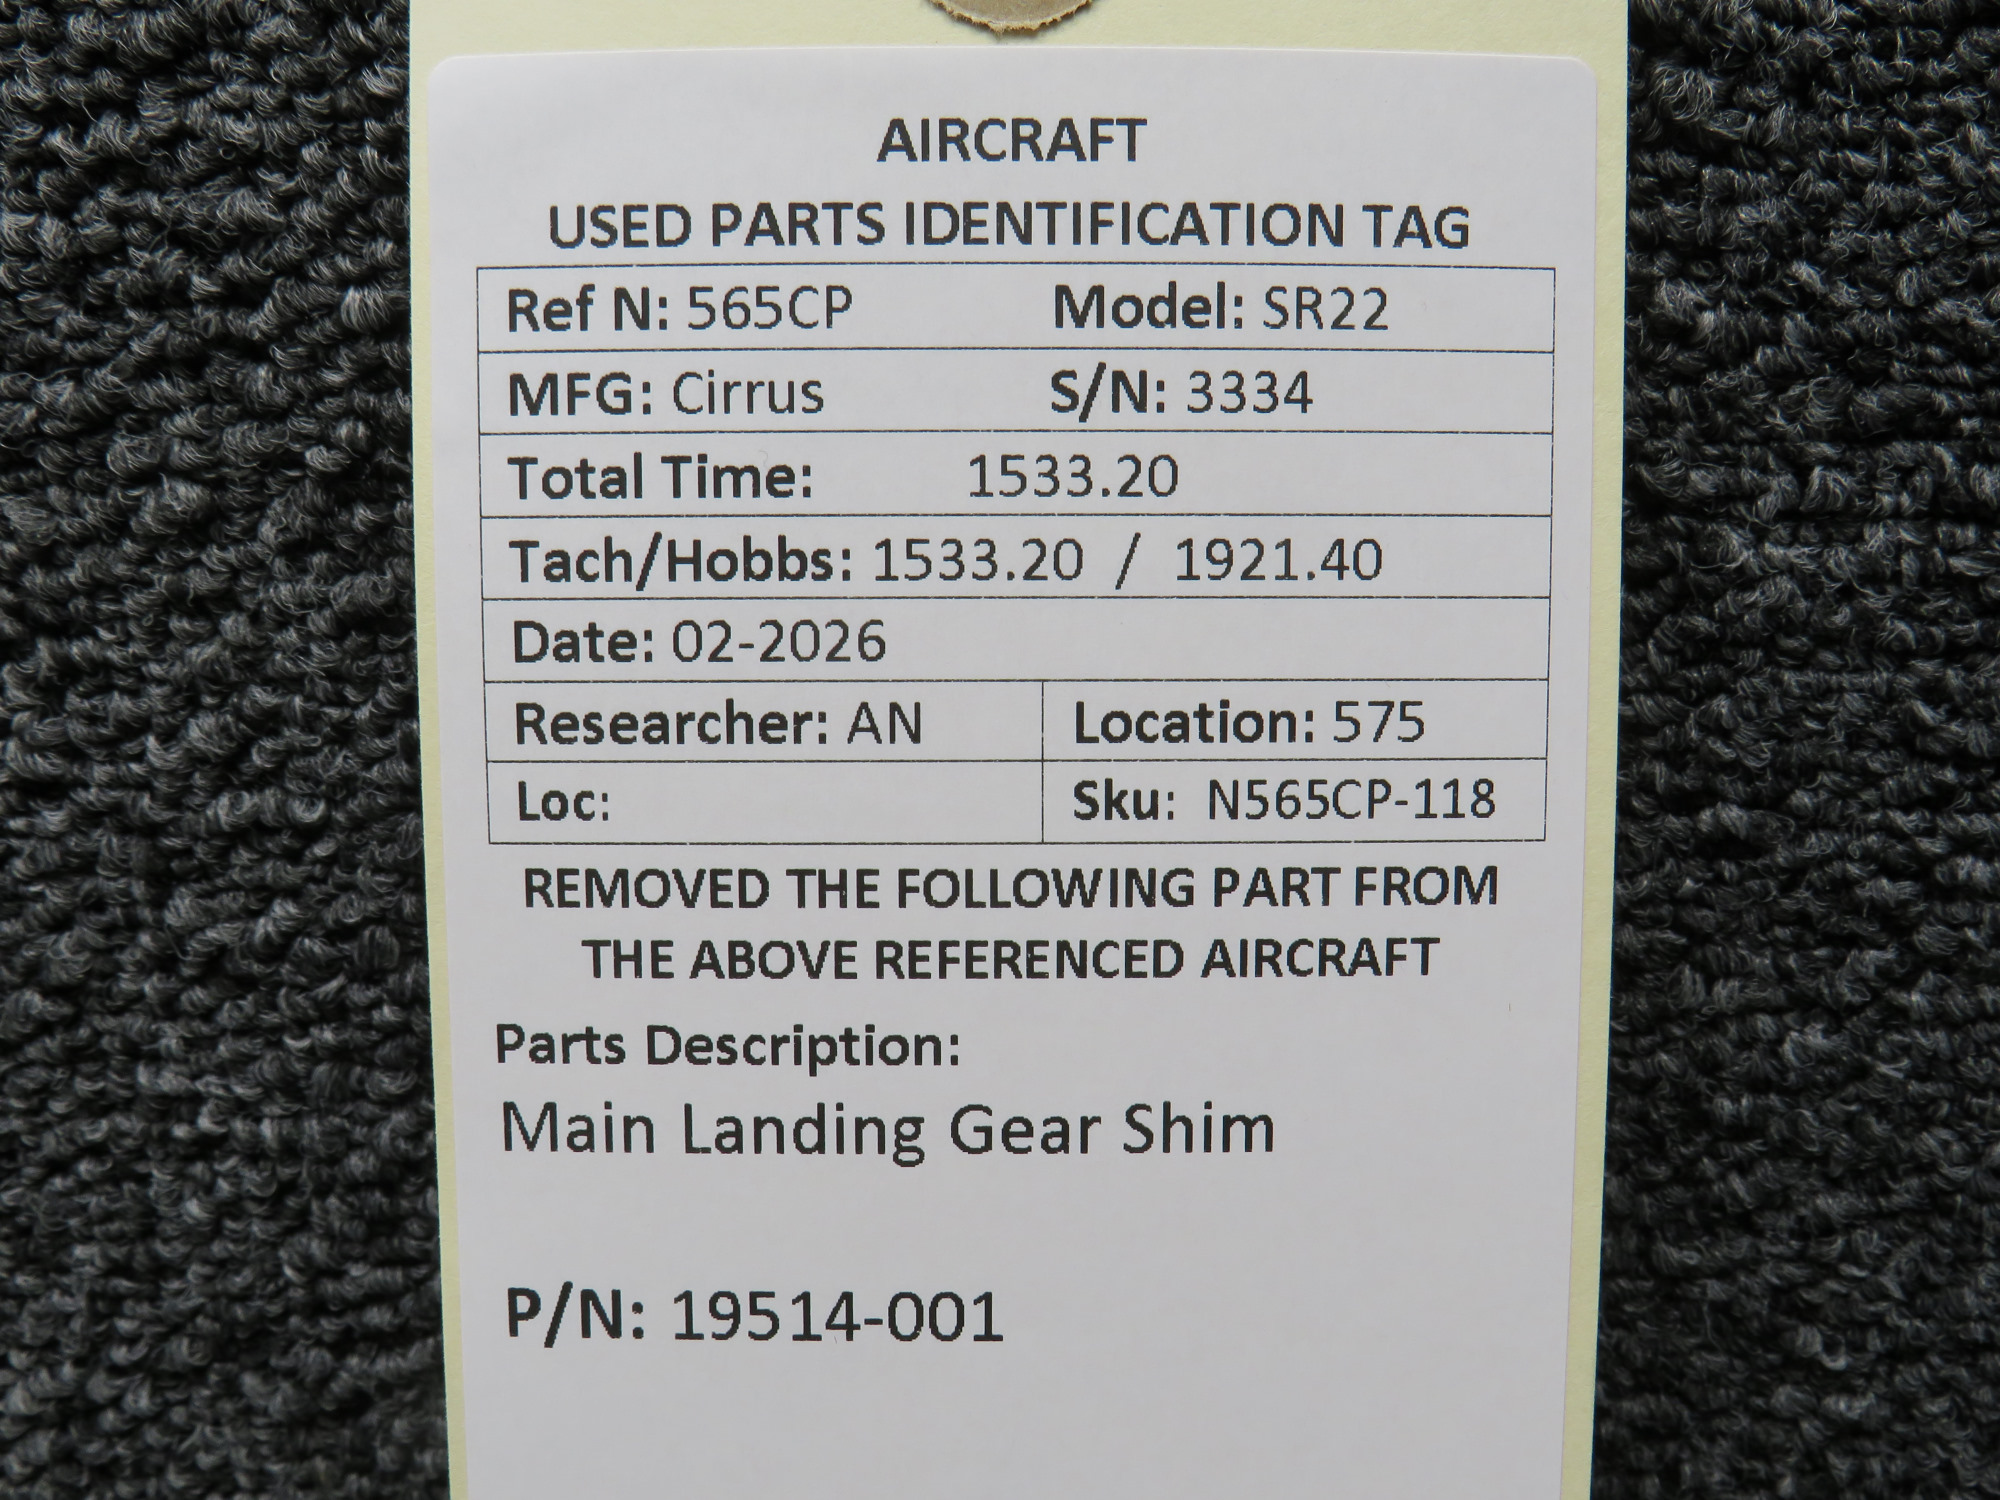 AIRCRAFT
USED PARTS IDENTIFICATION TAG
Ref N: 565CP Model: SR22
MFG: Cirrus S/N: 3334
Total Time: 1533.20
Tach/Hobbs: 1533.20 / 1921.40
Date: 02-2026
Researcher: AN Location: 575
Loc: Sku: N565CP-118
REMOVED THE FOLLOWING PART FROM
THE ABOVE REFERENCED AIRCRAFT
Parts Description:
Main Landing Gear Shim
P/N: 19514-001